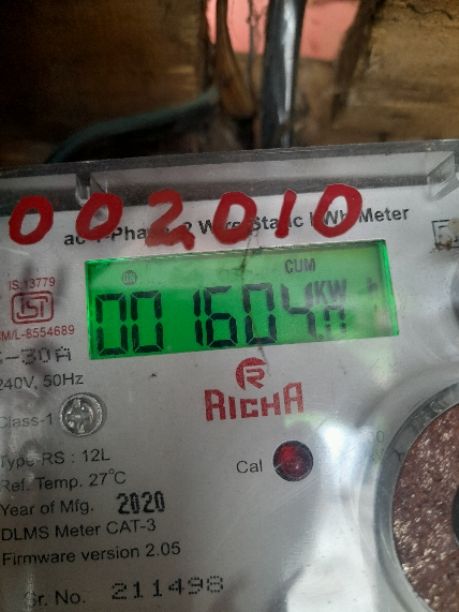 002010
ac 1-Phase 2 Wire Static kWh Meter
IS 13779
CM/L-8554689
CUM
001604 KW
H
RICHA
-30A
240V, 50Hz
Class-1
Cal
Type-RS : 12L
Ref. Temp. 27°C
Year of Mfg. 2020
DLMS Meter CAT-3
Firmware version 2.05
Sr. No. 211498